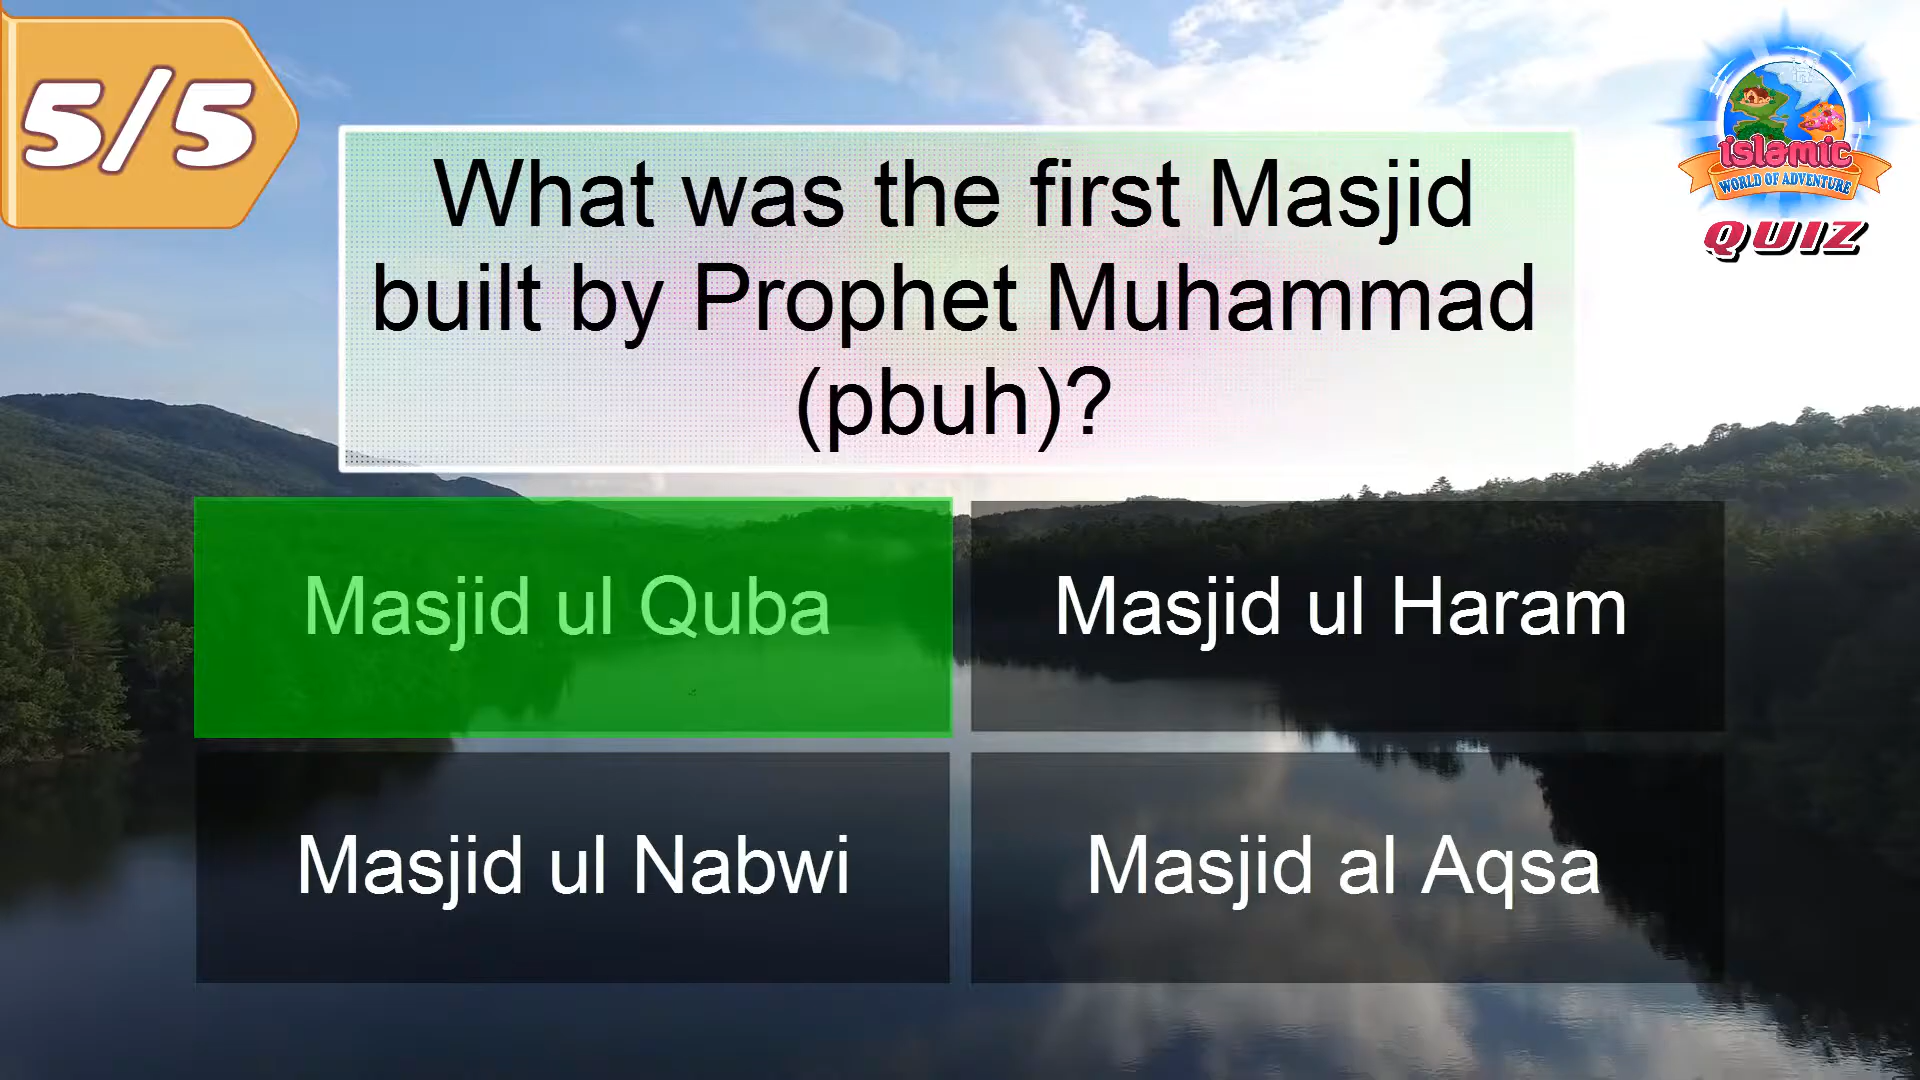 5/5
islamic
WORLD OF ADVENTURE
QUIZ
What was the first Masjid
built by Prophet Muhammad
(pbuh)?
Masjid ul Quba
Masjid ul Haram
Masjid ul Nabwi
Masjid al Aqsa